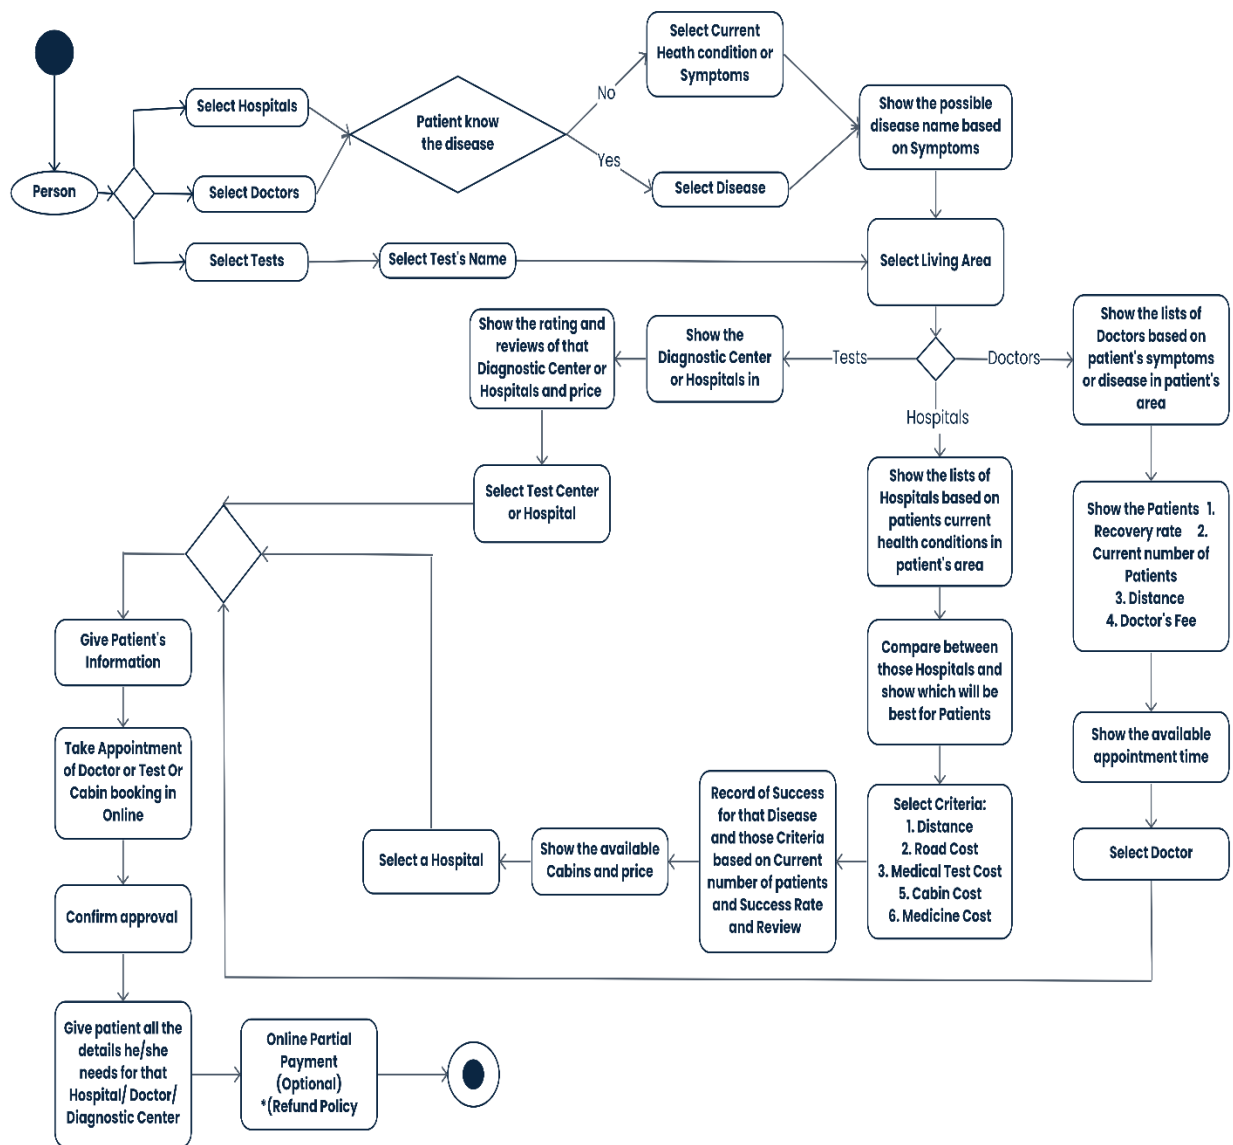 Select Current
Heath condition or
Symptoms
No
Select Hospitals
Patient know
the disease
Show the possible
disease name based
on Symptoms
Yes
Person
Select Doctors
Select Disease
Select Tests
Select Test's Name
Select Living Area
Show the rating and
reviews of that
Diagnostic Center or
Hospitals and price
Show the
Diagnostic Center
or Hospitals in
Tests
Doctors
Show the lists of
Doctors based on
patient's symptoms
or disease in patient's
area
Hospitals
Select Test Center
or Hospital
Show the lists of
Hospitals based on
patients current
health conditions in
patient's area
Show the Patients 1.
Recovery rate 2.
Current number of
Patients
3. Distance
4. Doctor's Fee
Give Patient's
Information
Compare between
those Hospitals and
show which will be
best for Patients
Show the available
appointment time
Take Appointment
of Doctor or Test Or
Cabin booking in
Online
Select a Hospital
Show the available
Cabins and price
Record of Success
for that Disease
and those Criteria
based on Current
number of patients
and Success Rate
and Review
Select Criteria:
1. Distance
2. Road Cost
3. Medical Test Cost
5. Cabin Cost
6. Medicine Cost
Select Doctor
Confirm approval
Give patient all the
details he/she
needs for that
Hospital/ Doctor/
Diagnostic Center
Online Partial
Payment
(Optional)
*(Refund Policy